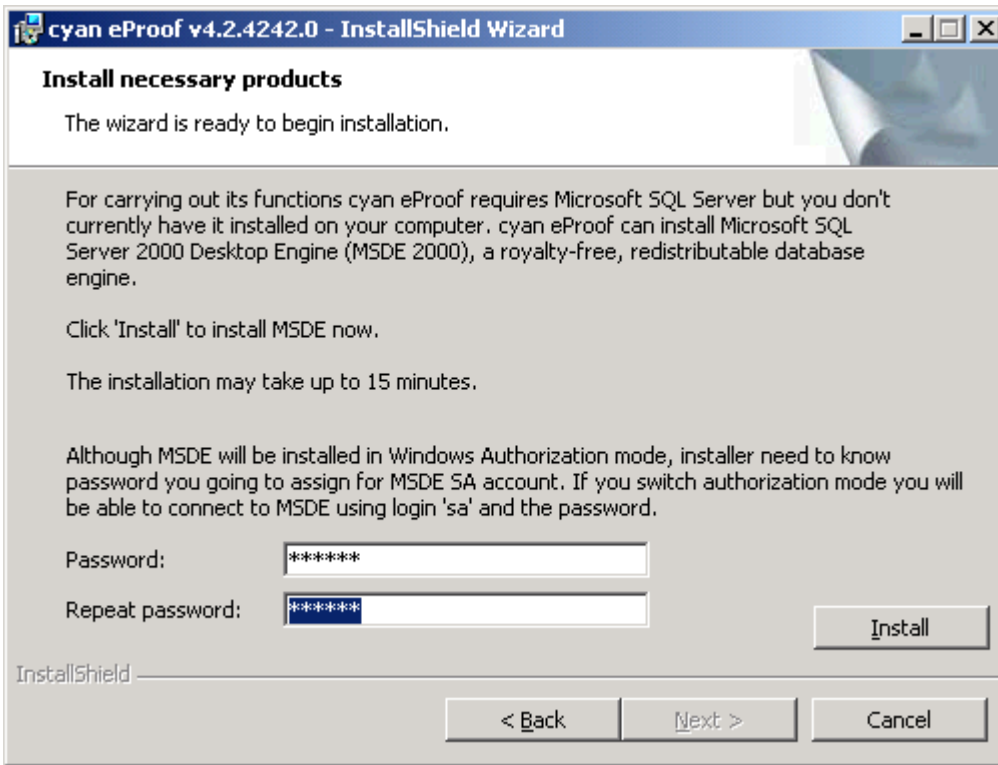 cyan eProof v4.2.4242.0 - InstallShield Wizard
Install necessary products
The wizard is ready to begin installation.
For carrying out its functions cyan eProof requires Microsoft SQL Server but you don't
currently have it installed on your computer. cyan eProof can install Microsoft SQL
Server 2000 Desktop Engine (MSDE 2000), a royalty-free, redistributable database
engine.
Click 'Install' to install MSDE now.
The installation may take up to 15 minutes.
Although MSDE will be installed in Windows Authorization mode, installer need to know
password you going to assign for MSDE SA account. If you switch authorization mode you will
be able to connect to MSDE using login 'sa' and the password.
Password: ******
Repeat password: ******
Install
InstallShield
< Back Next > Cancel